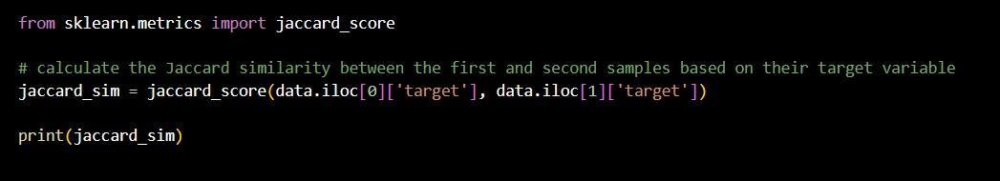 from sklearn.metrics import jaccard_score
# calculate the Jaccard similarity between the first and second samples based on their target variable
jaccard_sim = jaccard_score(data.iloc[0]['target'], data.iloc[1]['target'])
print(jaccard_sim)